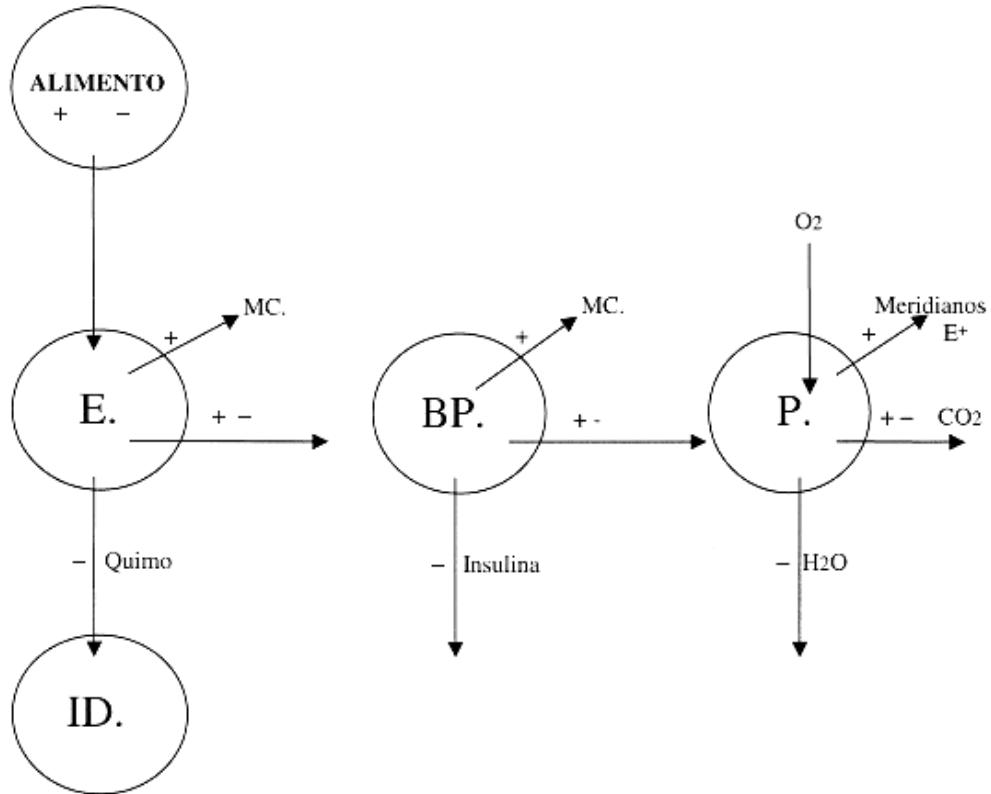 ALIMENTO
+ −
O2
+ MC.
+ MC.
Meridianos
+ E+
E.
+ −
BP.
+ -
P.
+ − CO2
− Quimo
− Insulina
− H2O
ID.